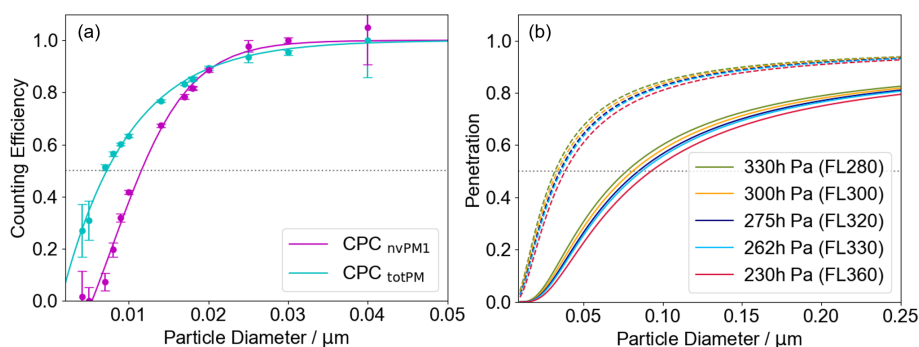 (a)
Counting Efficiency
1.0
0.8
0.6
0.4
0.2
0.0
0.01
0.02
0.03
0.04
0.05
Particle Diameter / µm
CPC nvPM1
CPC totPM
(b)
Penetration
1.0
0.8
0.6
0.4
0.2
0.0
0.05
0.10
0.15
0.20
0.25
Particle Diameter / µm
330h Pa (FL280)
300h Pa (FL300)
275h Pa (FL320)
262h Pa (FL330)
230h Pa (FL360)